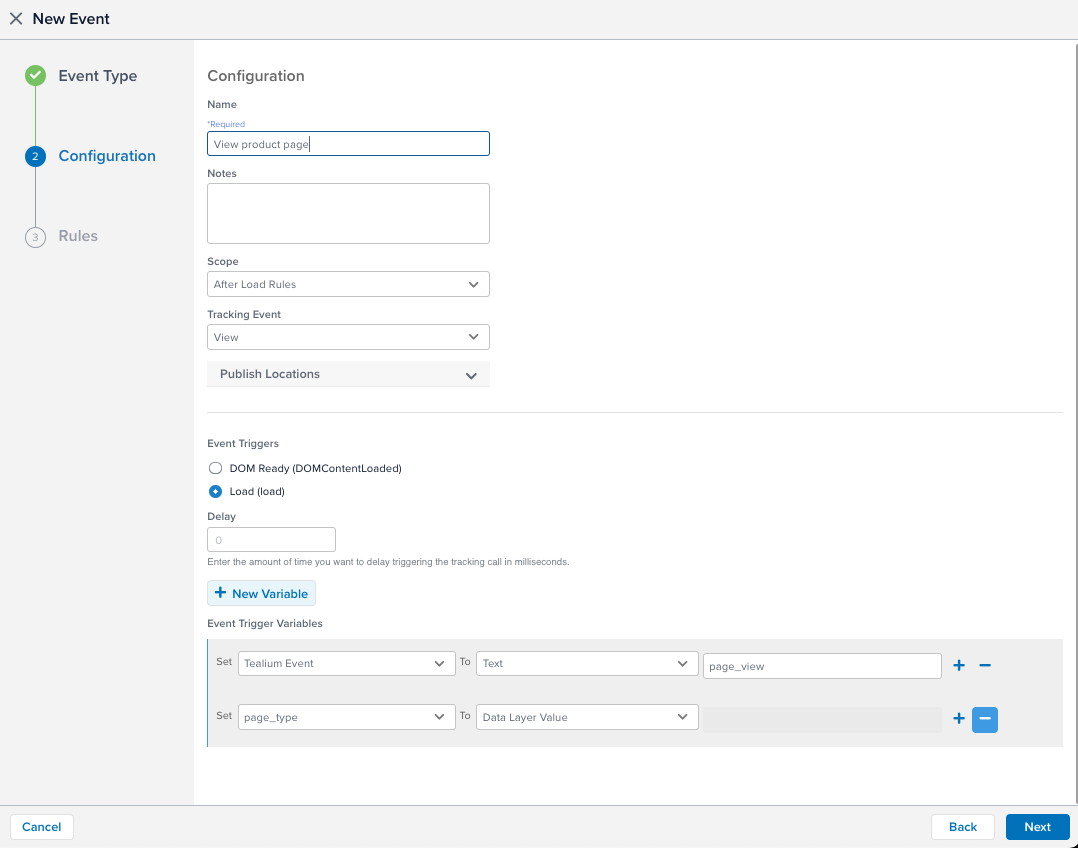 New Event
Event Type
2 Configuration
3 Rules
Configuration
Name
*Required
View product page
Notes
Scope
After Load Rules
Tracking Event
View
Publish Locations
Event Triggers
DOM Ready (DOMContentLoaded)
Load (load)
Delay
0
Enter the amount of time you want to delay triggering the tracking call in milliseconds.
+ New Variable
Event Trigger Variables
Set Tealium Event To Text page_view
Set page_type To Data Layer Value
Cancel Back Next